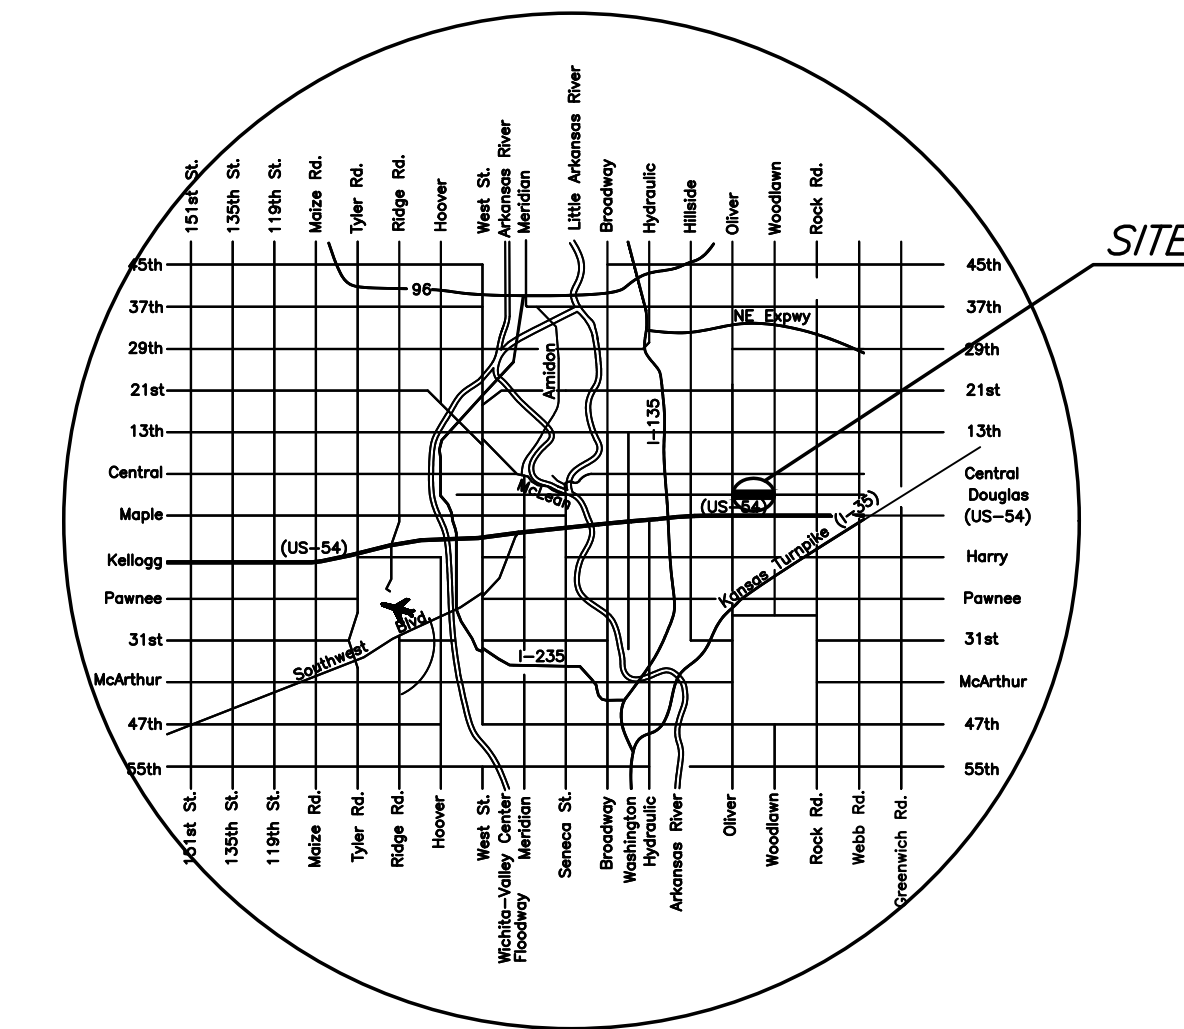 151st St.
135th St.
119th St.
Maize Rd.
Tyler Rd.
Ridge Rd.
Hoover
West St.
Arkansas River
Meridian
Little Arkansas River
Broadway
Hydraulic
Hillside
Oliver
Woodlawn
Rock Rd.
SITE
45th
45th
96
37th
37th
NE Expwy
29th
29th
Amidon
21st
21st
I-135
13th
13th
Central
Central
McLean
Douglas
Maple
(US-54)
(US-54)
(US-54)
Kansas Turnpike (I-35)
Kellogg
Harry
Pawnee
Pawnee
Southwest Blvd.
31st
31st
I-235
McArthur
McArthur
47th
47th
55th
55th
151st St.
135th St.
119th St.
Maize Rd.
Tyler Rd.
Ridge Rd.
Hoover
West St.
Wichita-Valley Center
Floodway
Meridian
Seneca St.
Broadway
Washington
Hydraulic
Arkansas River
Oliver
Woodlawn
Rock Rd.
Webb Rd.
Greenwich Rd.